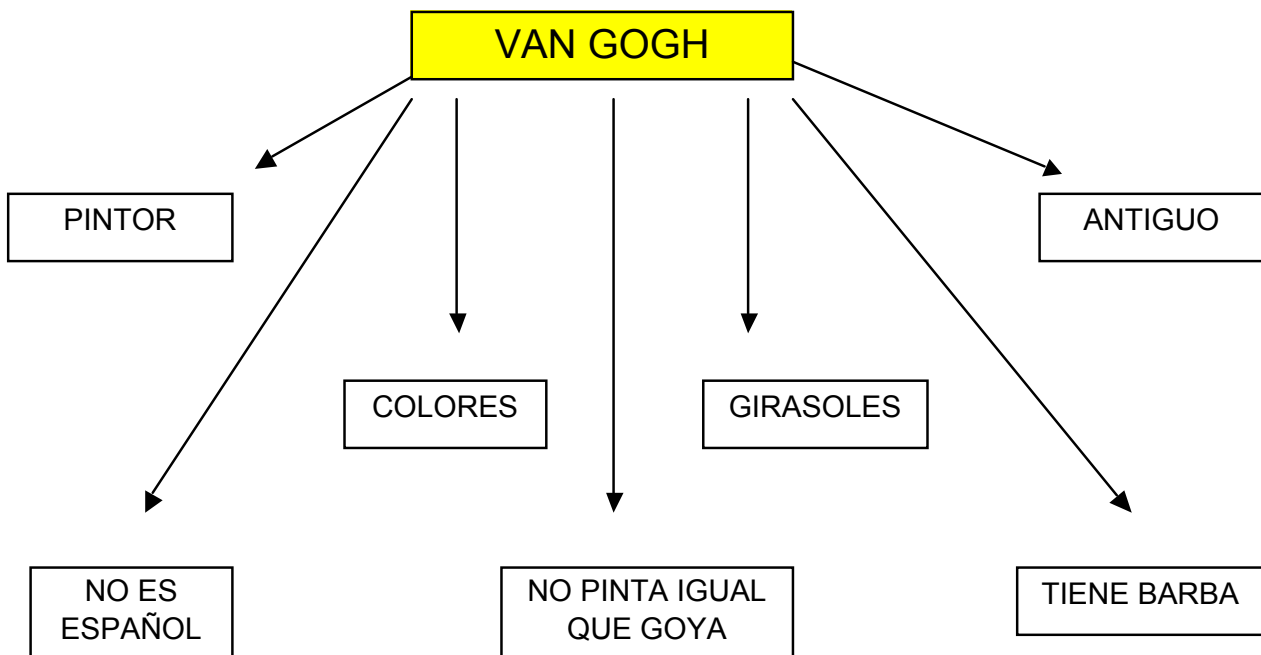 VAN GOGH
PINTOR
ANTIGUO
COLORES
GIRASOLES
NO ES
ESPAÑOL
NO PINTA IGUAL
QUE GOYA
TIENE BARBA